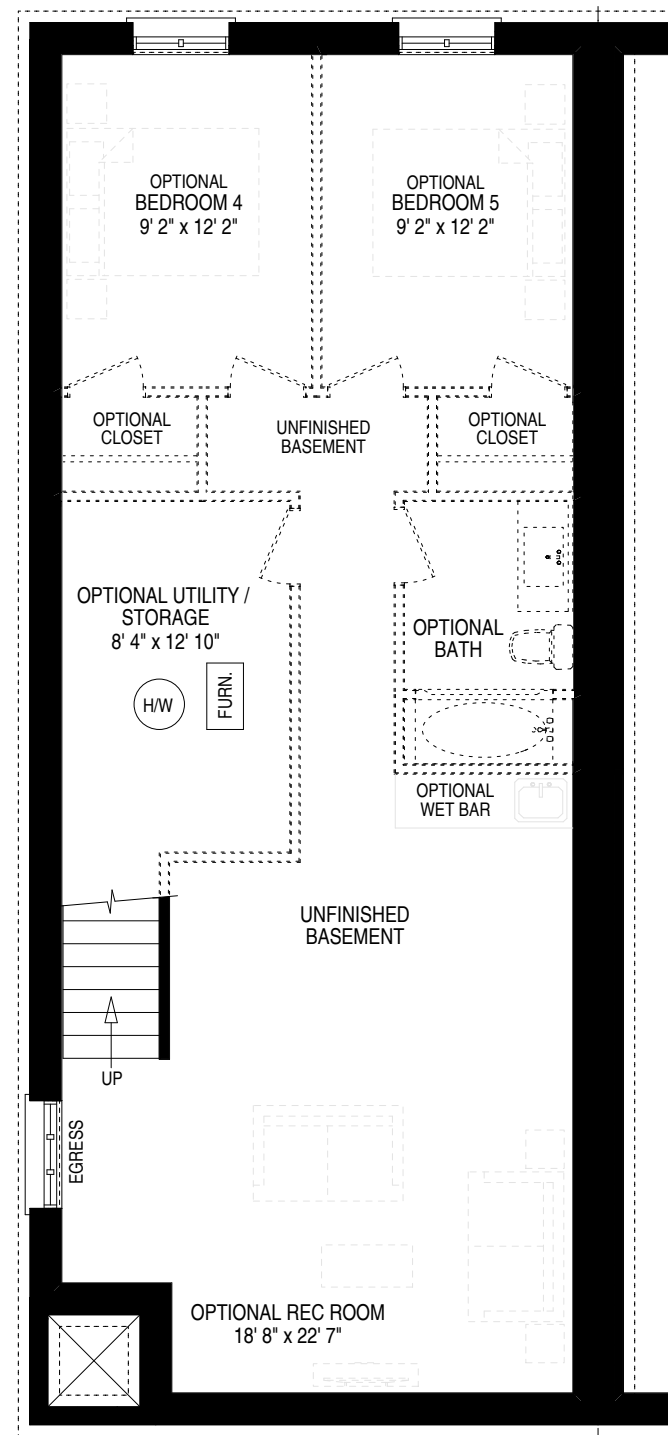 OPTIONAL
BEDROOM 4
9' 2" x 12' 2"
OPTIONAL
BEDROOM 5
9' 2" x 12' 2"
OPTIONAL
CLOSET
UNFINISHED
BASEMENT
OPTIONAL
CLOSET
OPTIONAL UTILITY /
STORAGE
8' 4" x 12' 10"
H/W
FURN.
OPTIONAL
BATH
OPTIONAL
WET BAR
UNFINISHED
BASEMENT
UP
EGRESS
OPTIONAL REC ROOM
18' 8" x 22' 7"